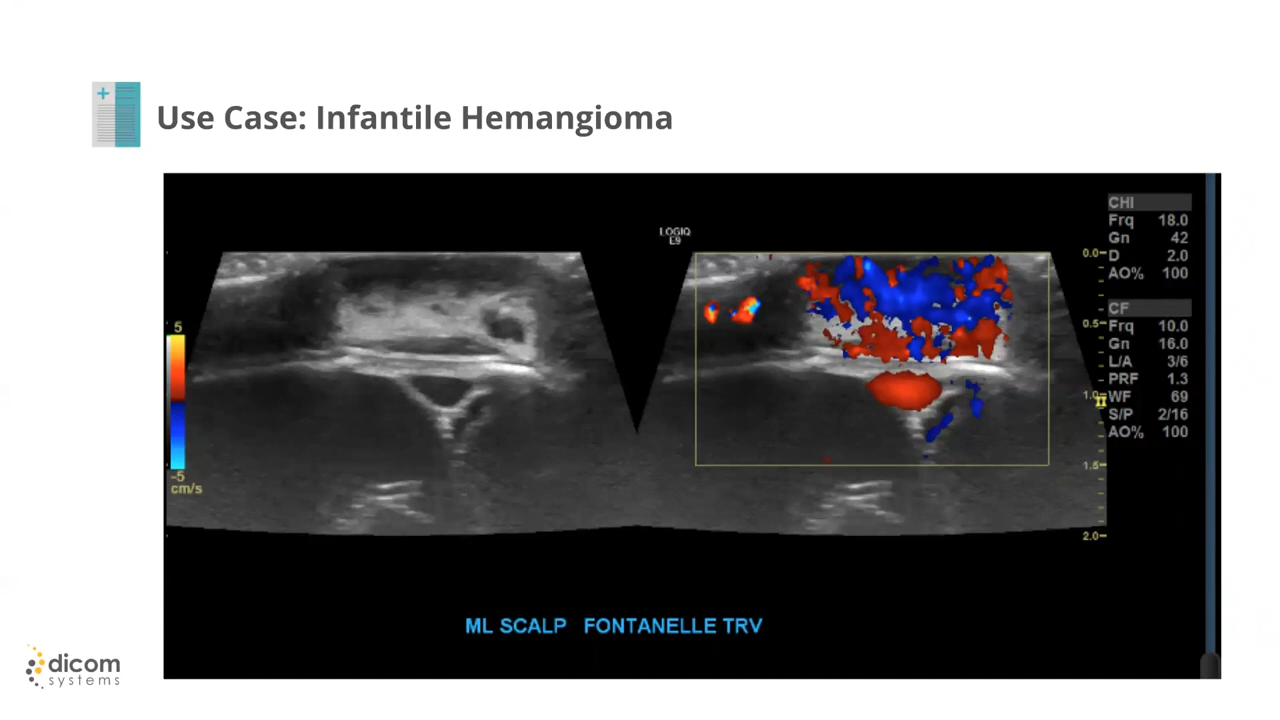 Use Case: Infantile Hemangioma
LOGIQ
E9
CHI
Frq 18.0
Gn 42
D 2.0
AO% 100
CF
Frq 10.0
Gn 16.0
L/A 3/6
PRF 1.3
WF 69
S/P 2/16
AO% 100
0.0
0.5
1.0
1.5
2.0
5
-5
cm/s
ML SCALP FONTANELLE TRV
dicom
systems